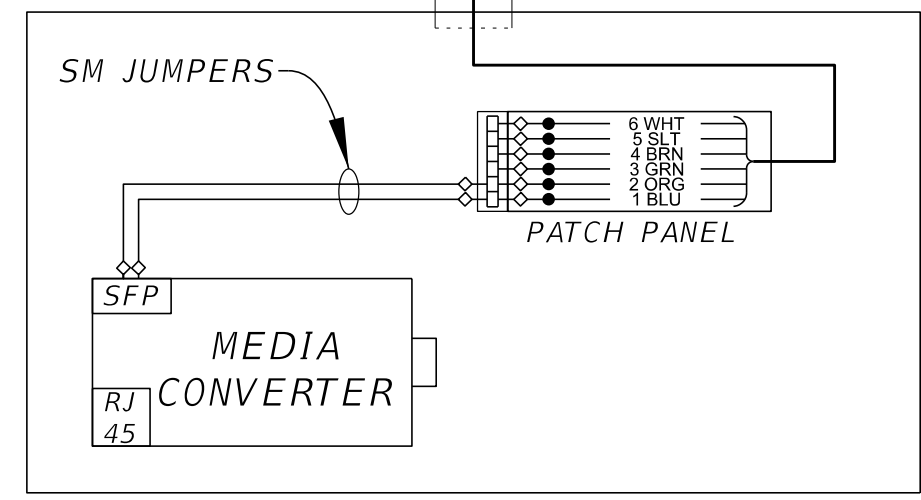 SM JUMPERS
6 WHT
5 SLT
4 BRN
3 GRN
2 ORG
1 BLU
PATCH PANEL
SFP
MEDIA
CONVERTER
RJ
45